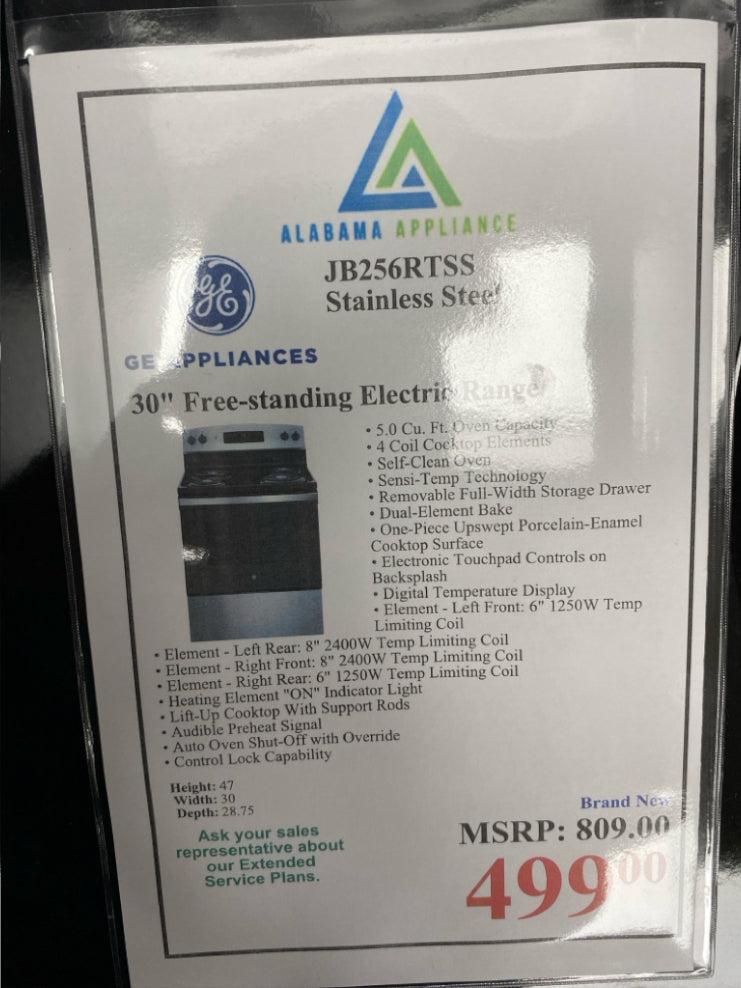 ALABAMA APPLIANCE
JB256RTSS
Stainless Steel
GE
GE APPLIANCES
30" Free-standing Electric Range
• 5.0 Cu. Ft. Oven Capacity
• 4 Coil Cooktop Elements
• Self-Clean Oven
• Sensi-Temp Technology
• Removable Full-Width Storage Drawer
• Dual-Element Bake
• One-Piece Upswept Porcelain-Enamel
Cooktop Surface
• Electronic Touchpad Controls on
Backsplash
• Digital Temperature Display
• Element - Left Front: 6" 1250W Temp
Limiting Coil
• Element - Left Rear: 8" 2400W Temp Limiting Coil
• Element - Right Front: 8" 2400W Temp Limiting Coil
• Element - Right Rear: 6" 1250W Temp Limiting Coil
• Heating Element "ON" Indicator Light
• Lift-Up Cooktop With Support Rods
• Audible Preheat Signal
• Auto Oven Shut-Off with Override
• Control Lock Capability
Height: 47
Width: 30
Depth: 28.75
Ask your sales
representative about
our Extended
Service Plans.
Brand New
MSRP: 809.00
499.00